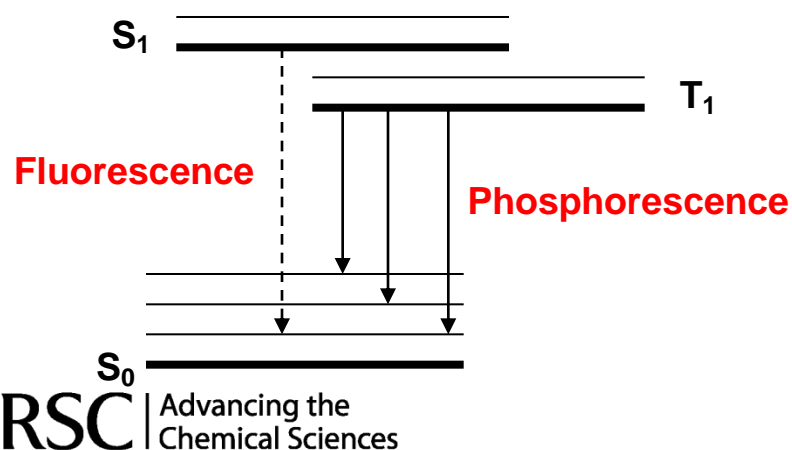 S₁
T₁
Fluorescence
Phosphorescence
S₀
RSC
Advancing the
Chemical Sciences